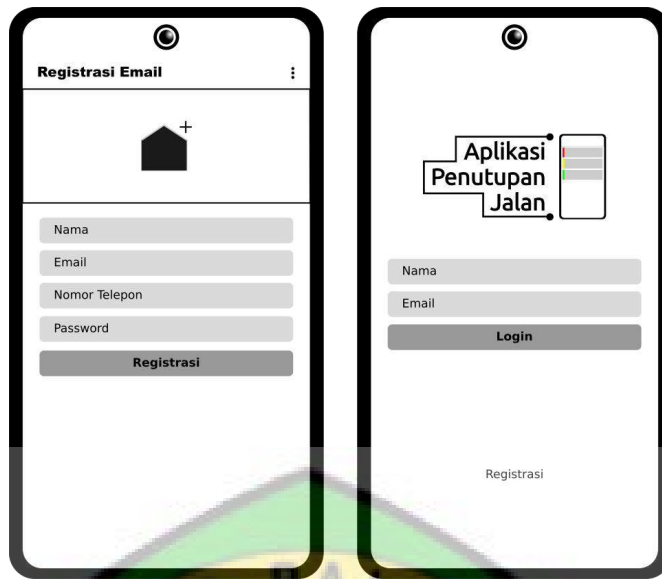 Registrasi Email
Nama
Email
Nomor Telepon
Password
Registrasi
Aplikasi
Penutupan
Jalan
Nama
Email
Login
Registrasi